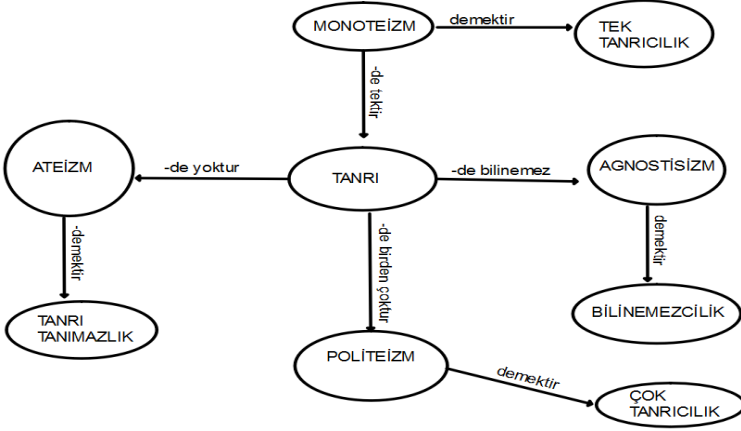 MONOTEİZM
demektir
TEK
TANRICILIK
-de tektir
ATEİZM
-de yoktur
TANRI
-de bilinemez
AGNOSTİSİZM
-demektir
-de birden çoktur
demektir
TANRI
TANIMAZLIK
POLİTEİZM
BİLİNEMEZCİLİK
demektir
ÇOK
TANRICILIK